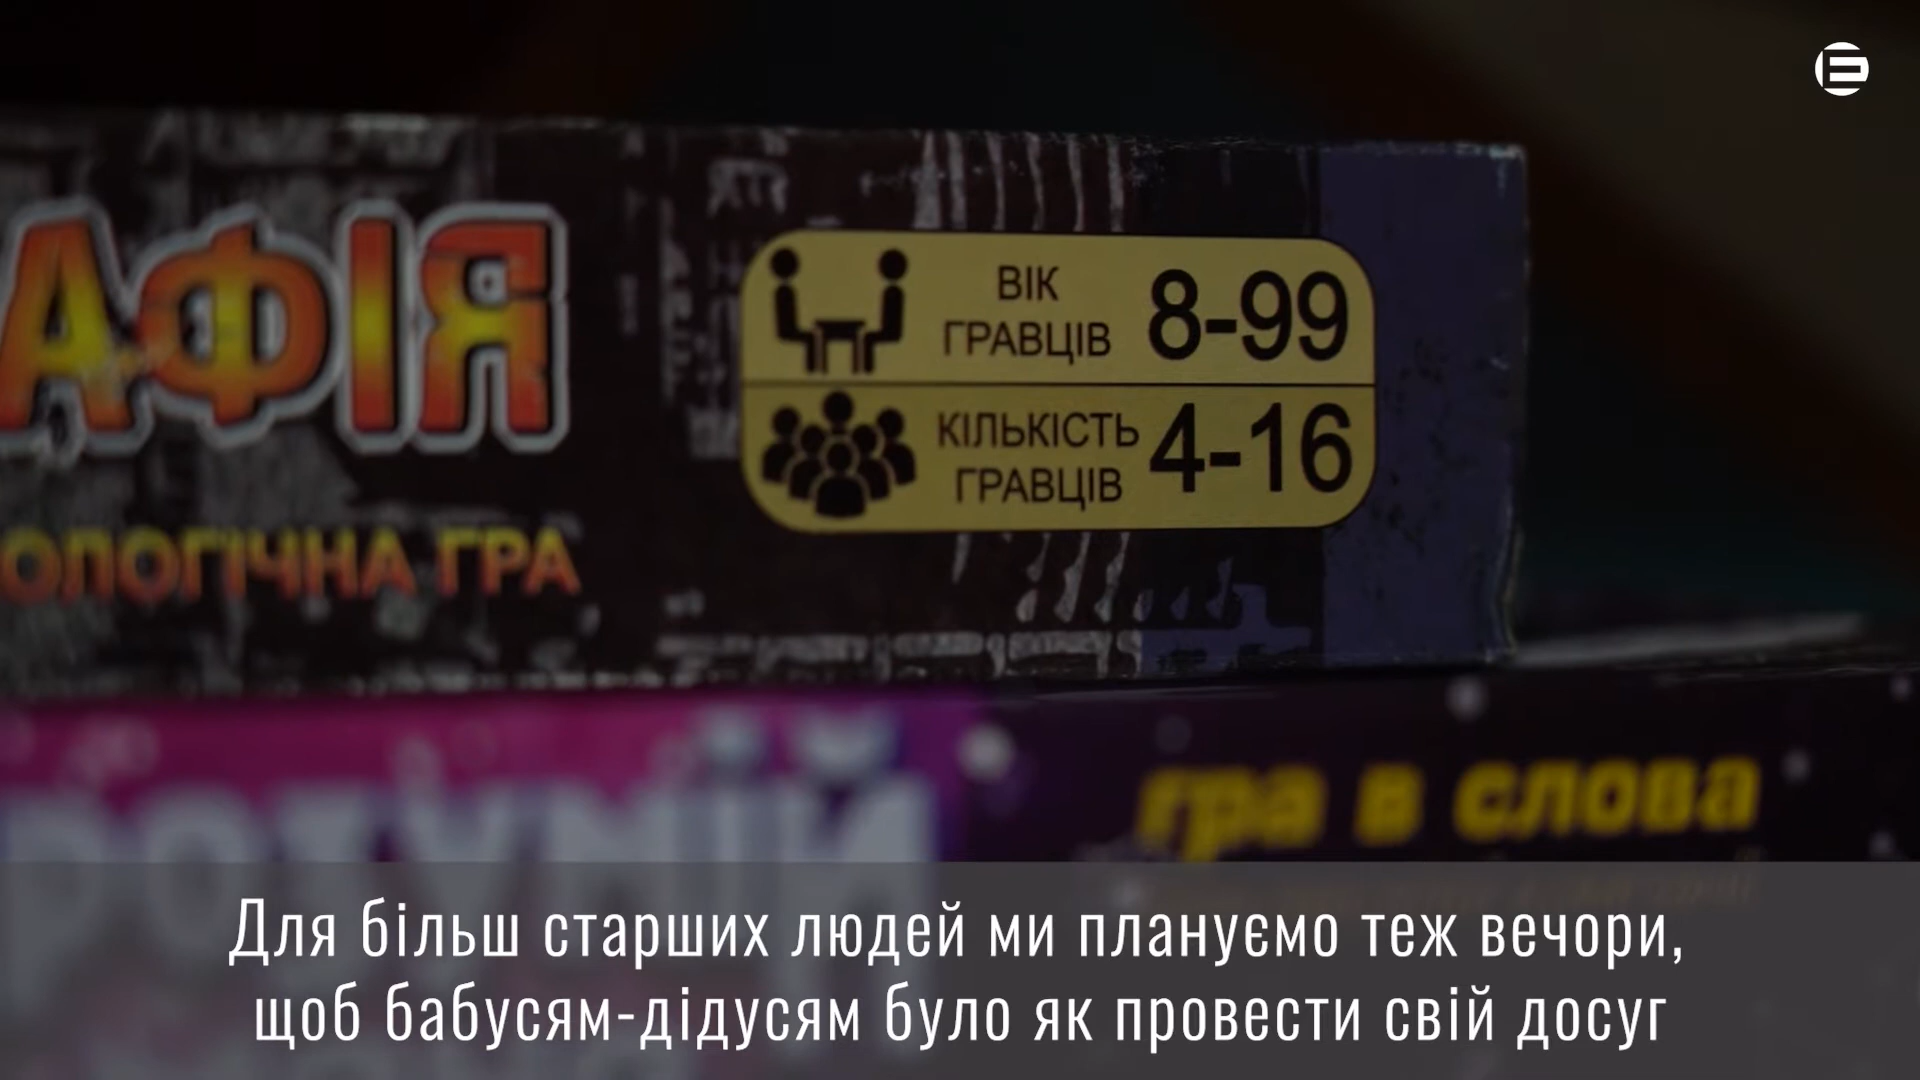 АФІЯ
ВІК
ГРАВЦІВ
8-99
КІЛЬКІСТЬ
ГРАВЦІВ
4-16
ОЛОГІЧНА ГРА
гра в слова
Для більш старших людей ми плануємо теж вечори,
щоб бабусям-дідусям було як провести свій досуг